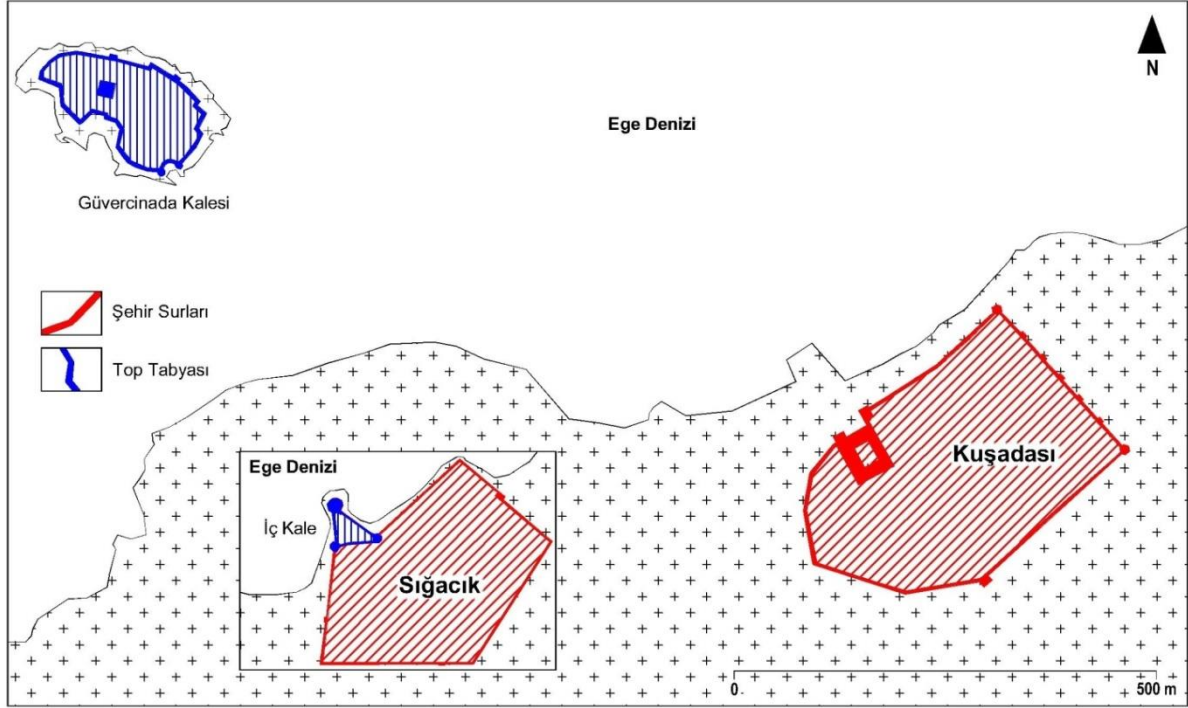 N
Ege Denizi
Güvercinada Kalesi
Şehir Surları
Top Tabyası
Kuşadası
Ege Denizi
İç Kale
Sığacık
0
500 m